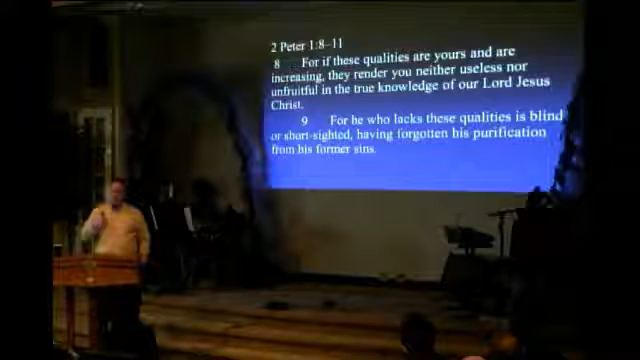 2 Peter 1:8–11
8 For if these qualities are yours and are
increasing, they render you neither useless nor
unfruitful in the true knowledge of our Lord Jesus
Christ.
9 For he who lacks these qualities is blind
or short-sighted, having forgotten his purification
from his former sins.